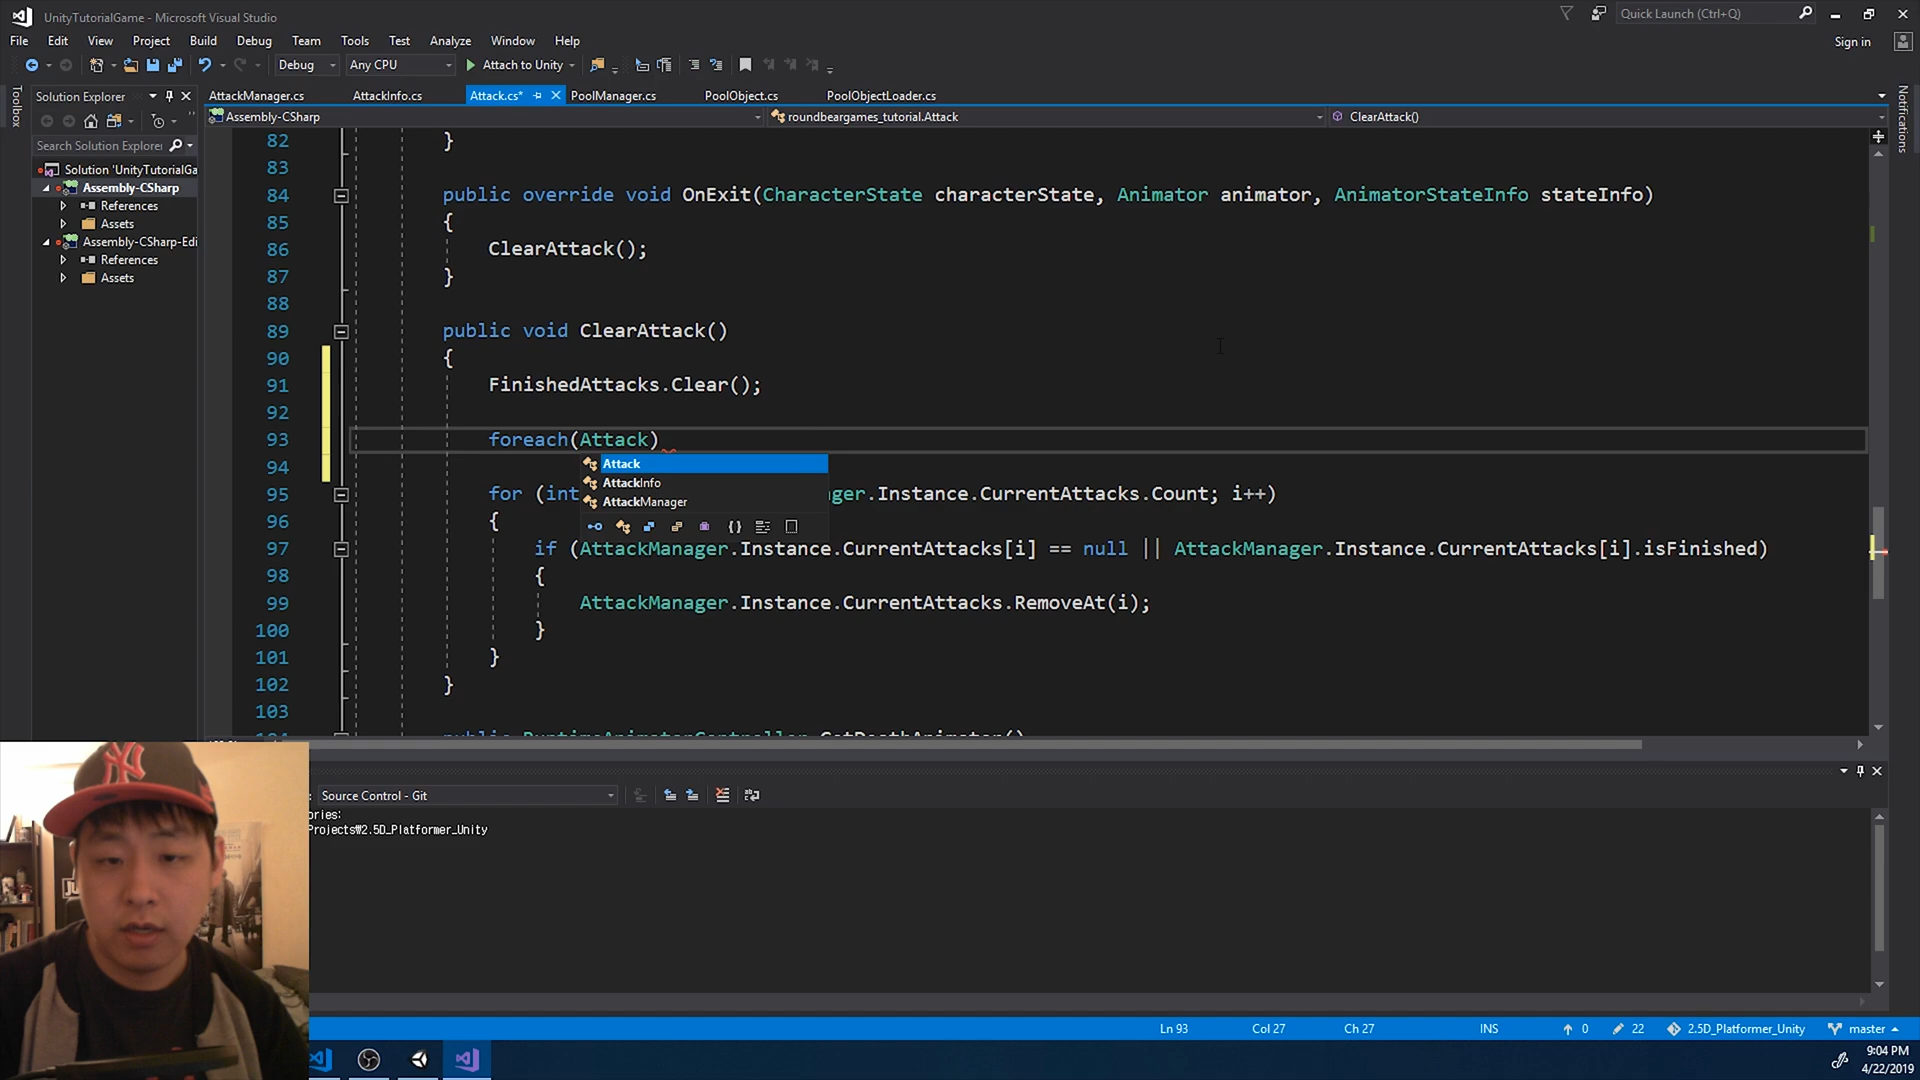 UnityTutorialGame - Microsoft Visual Studio
Quick Launch (Ctrl+Q)
File Edit View Project Build Debug Team Tools Test Analyze Window Help
Sign in
Debug Any CPU Attach to Unity
Toolbox
Solution Explorer
AttackManager.cs AttackInfo.cs Attack.cs* PoolManager.cs PoolObject.cs PoolObjectLoader.cs
Notifications
Assembly-CSharp roundbeargames_tutorial.Attack ClearAttack()
Search Solution Explorer
Solution 'UnityTutorialGa
Assembly-CSharp
References
Assets
Assembly-CSharp-Edi
References
Assets
82 }
83
84 public override void OnExit(CharacterState characterState, Animator animator, AnimatorStateInfo stateInfo)
85 {
86 ClearAttack();
87 }
88
89 public void ClearAttack()
90 {
91 FinishedAttacks.Clear();
92
93 foreach(Attack)
Attack
AttackInfo
AttackManager
94
95 for (int ger.Instance.CurrentAttacks.Count; i++)
96 {
97 if (AttackManager.Instance.CurrentAttacks[i] == null || AttackManager.Instance.CurrentAttacks[i].isFinished)
98 {
99 AttackManager.Instance.CurrentAttacks.RemoveAt(i);
100 }
101 }
102 }
103
: Source Control - Git
ories:
Projects₩2.5D_Platformer_Unity
Ln 93 Col 27 Ch 27 INS 0 22 2.5D_Platformer_Unity master
9:04 PM
4/22/2019